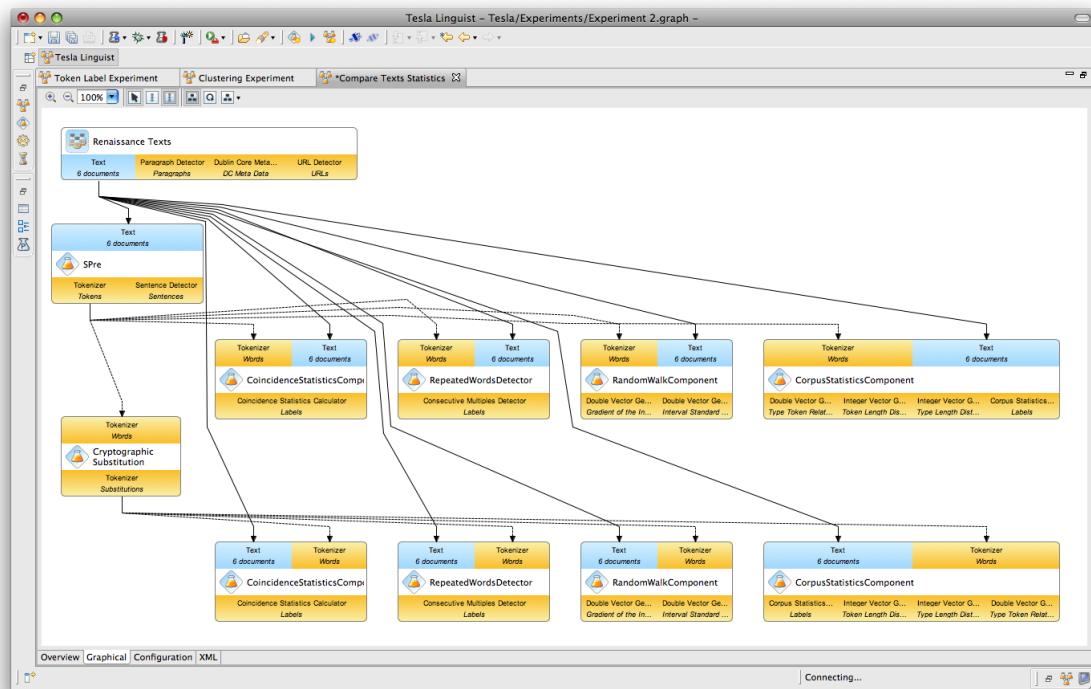 Tesla Linguist - Tesla/Experiments/Experiment 2.graph -
Tesla Linguist
Token Label Experiment
Clustering Experiment
*Compare Texts Statistics
100%
Renaissance Texts
Text
6 documents
Paragraph Detector
Paragraphs
Dublin Core Meta...
DC Meta Data
URL Detector
URLs
Text
6 documents
SPre
Tokenizer
Tokens
Sentence Detector
Sentences
Tokenizer
Words
Text
6 documents
CoincidenceStatisticsComp
Coincidence Statistics Calculator
Labels
Tokenizer
Words
Text
6 documents
RepeatedWordsDetector
Consecutive Multiples Detector
Labels
Tokenizer
Words
Text
6 documents
RandomWalkComponent
Double Vector Ge...
Gradient of the In...
Double Vector Ge...
Interval Standard ...
Tokenizer
Words
Text
6 documents
CorpusStatisticsComponent
Double Vector G...
Type Token Relat...
Integer Vector G...
Token Length Dist...
Integer Vector G...
Type Length Dist...
Corpus Statistics...
Labels
Tokenizer
Words
Cryptographic
Substitution
Tokenizer
Substitutions
Text
6 documents
Tokenizer
Words
CoincidenceStatisticsComp
Coincidence Statistics Calculator
Labels
Text
6 documents
Tokenizer
Words
RepeatedWordsDetector
Consecutive Multiples Detector
Labels
Text
6 documents
Tokenizer
Words
RandomWalkComponent
Double Vector Ge...
Gradient of the In...
Double Vector Ge...
Interval Standard ...
Text
6 documents
Tokenizer
Words
CorpusStatisticsComponent
Corpus Statistics...
Labels
Integer Vector G...
Token Length Dis...
Integer Vector G...
Type Length Dist...
Double Vector G...
Type Token Relat...
Overview
Graphical
Configuration
XML
Connecting...